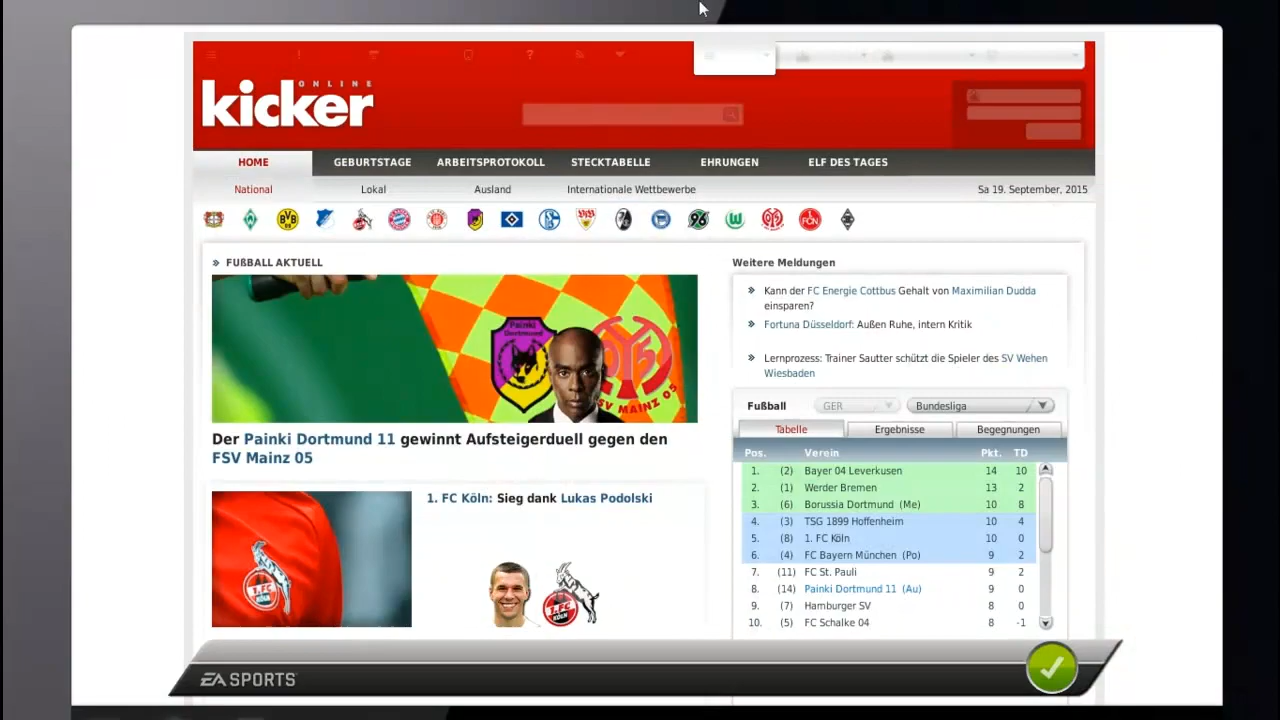 ONLINE
kicker
HOME GEBURTSTAGE ARBEITSPROTOKOLL STECKTABELLE EHRUNGEN ELF DES TAGES
National Lokal Ausland Internationale Wettbewerbe Sa 19. September, 2015
» FUßBALL AKTUELL
Painki
Dortmund
SV MAINZ 05
Der Painki Dortmund 11 gewinnt Aufsteigerduell gegen den
FSV Mainz 05
1. FC Köln: Sieg dank Lukas Podolski
1.FC
KÖLN
1.FC
KÖLN
Weitere Meldungen
» Kann der FC Energie Cottbus Gehalt von Maximilian Dudda
einsparen?
» Fortuna Düsseldorf: Außen Ruhe, intern Kritik
» Lernprozess: Trainer Sautter schützt die Spieler des SV Wehen
Wiesbaden
Fußball GER Bundesliga
Tabelle Ergebnisse Begegnungen
Pos. Verein Pkt. TD
1. (2) Bayer 04 Leverkusen 14 10
2. (1) Werder Bremen 13 2
3. (6) Borussia Dortmund (Me) 10 8
4. (3) TSG 1899 Hoffenheim 10 4
5. (8) 1. FC Köln 10 0
6. (4) FC Bayern München (Po) 9 2
7. (11) FC St. Pauli 9 2
8. (14) Painki Dortmund 11 (Au) 9 0
9. (7) Hamburger SV 8 0
10. (5) FC Schalke 04 8 -1
EA SPORTS